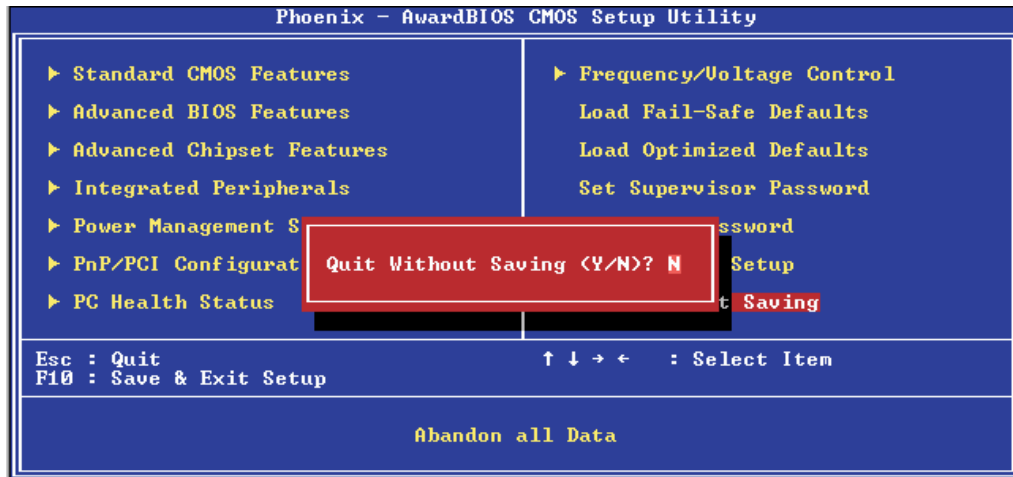 Phoenix - AwardBIOS CMOS Setup Utility
Standard CMOS Features
Advanced BIOS Features
Advanced Chipset Features
Integrated Peripherals
Power Management S
PnP/PCI Configurat
PC Health Status
Frequency/Voltage Control
Load Fail-Safe Defaults
Load Optimized Defaults
Set Supervisor Password
ssword
Setup
t Saving
Quit Without Saving (Y/N)? N
Esc : Quit
F10 : Save & Exit Setup
↑ ↓ → ← : Select Item
Abandon all Data